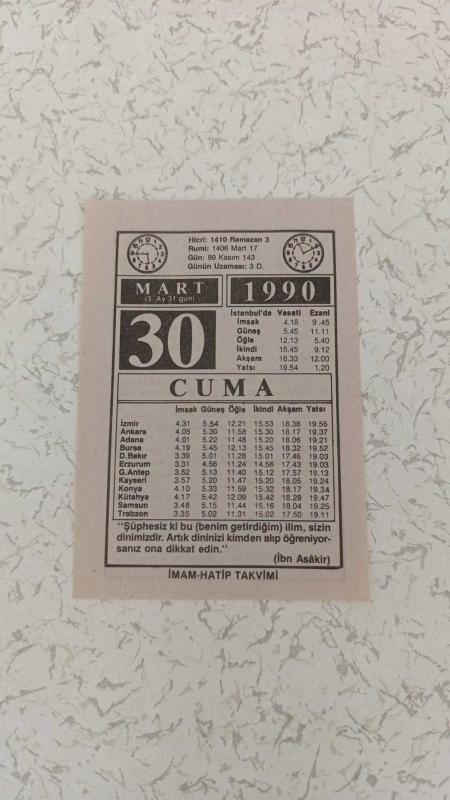 Hicri: 1410 Ramazan 3
Rumi: 1406 Mart 17
Gün: 89 Kasım 143
Günün Uzaması: 3 D.
MART
(3. Ay 31 gün)
1990
30
İstanbul'da Vasati Ezani
İmsak 4.18 9.45
Güneş 5.45 11.11
Öğle 12.13 5.40
İkindi 15.45 9.12
Akşam 18.33 12.00
Yatsı 19.54 1.20
CUMA
İmsak Güneş Öğle İkindi Akşam Yatsı
İzmir 4.31 5.54 12.21 15.53 18.38 19.56
Ankara 4.05 5.30 11.58 15.30 18.17 19.37
Adana 4.01 5.22 11.48 15.20 18.06 19.21
Bursa 4.19 5.45 12.13 15.45 18.32 19.52
D.Bakır 3.39 5.01 11.28 15.01 17.46 19.03
Erzurum 3.31 4.56 11.24 14.56 17.43 19.03
G.Antep 3.52 5.13 11.40 15.12 17.57 19.13
Kayseri 3.57 5.20 11.47 15.20 18.05 19.24
Konya 4.10 5.33 11.59 15.32 18.17 19.34
Kütahya 4.17 5.42 12.09 15.42 18.28 19.47
Samsun 3.48 5.15 11.44 15.16 18.04 19.25
Trabzon 3.35 5.02 11.31 15.02 17.50 19.11
"Şüphesiz ki bu (benim getirdiğim) ilim, sizin
dinimizdir. Artık dininizi kimden alıp öğreniyor-
sanız ona dikkat edin."
(İbn Asâkir)
İMAM-HATİP TAKVİMİ